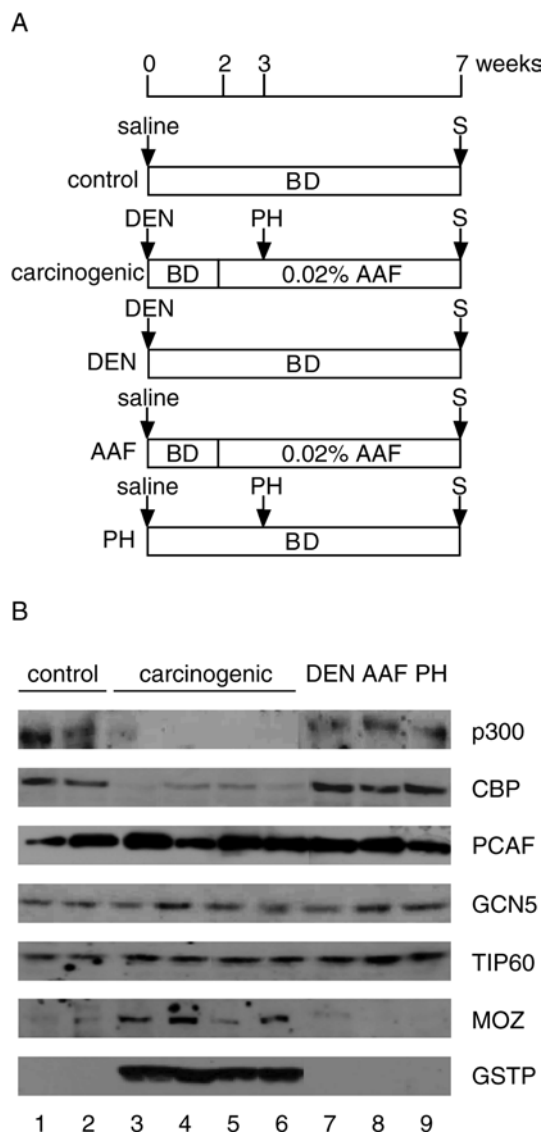 A
0 2 3 7 weeks
saline S
control BD
DEN PH S
carcinogenic BD 0.02% AAF
DEN S
DEN BD
saline S
AAF BD 0.02% AAF
saline PH S
PH BD
B
control carcinogenic DEN AAF PH
p300
CBP
PCAF
GCN5
TIP60
MOZ
GSTP
1 2 3 4 5 6 7 8 9